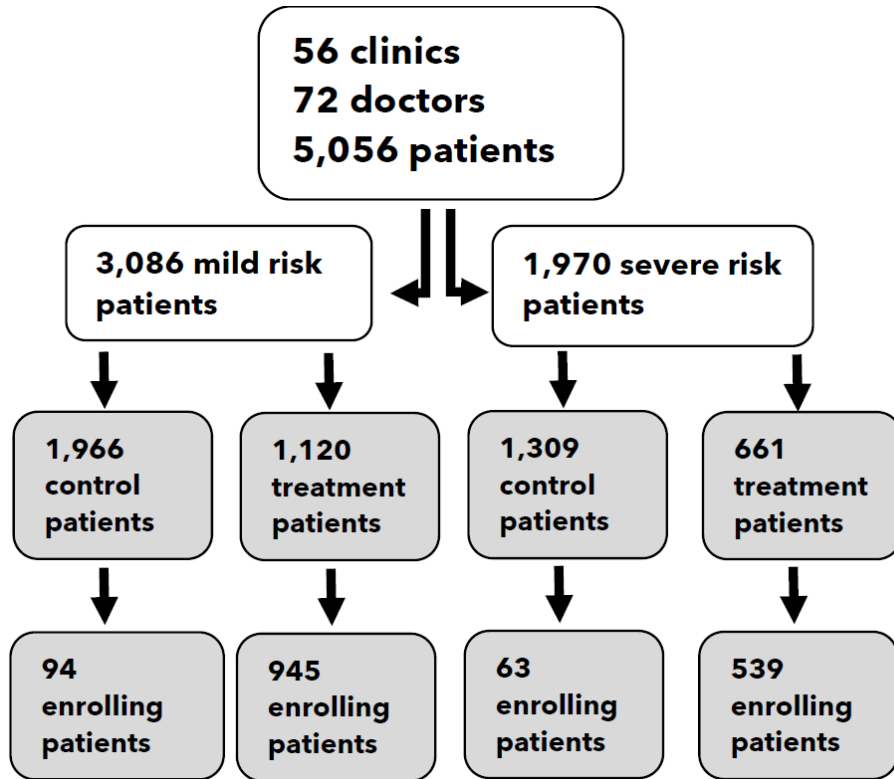 56 clinics
72 doctors
5,056 patients
3,086 mild risk
patients
1,970 severe risk
patients
1,966
control
patients
1,120
treatment
patients
1,309
control
patients
661
treatment
patients
94
enrolling
patients
945
enrolling
patients
63
enrolling
patients
539
enrolling
patients